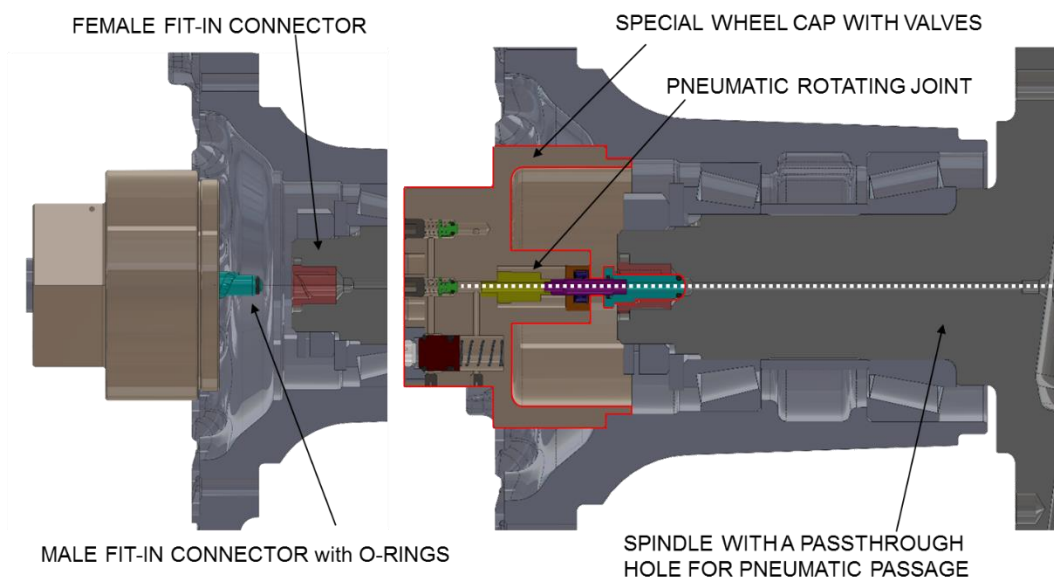 FEMALE FIT-IN CONNECTOR
SPECIAL WHEEL CAP WITH VALVES
PNEUMATIC ROTATING JOINT
MALE FIT-IN CONNECTOR with O-RINGS
SPINDLE WITH A PASSTHROUGH
HOLE FOR PNEUMATIC PASSAGE